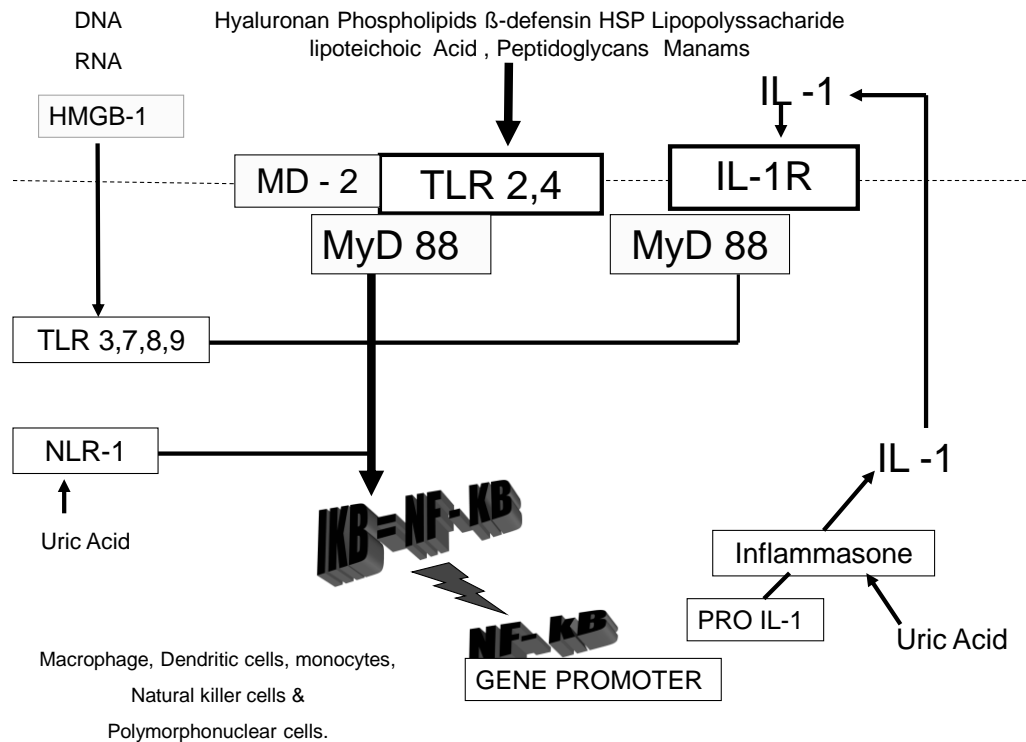 DNA
Hyaluronan Phospholipids ß-defensin HSP Lipopolyssacharide
lipoteichoic Acid , Peptidoglycans Manams
RNA
HMGB-1
IL -1
MD - 2
TLR 2,4
IL-1R
MyD 88
MyD 88
TLR 3,7,8,9
NLR-1
IL -1
Uric Acid
IKB = NF - KB
Inflammasone
PRO IL-1
Uric Acid
NF- kB
GENE PROMOTER
Macrophage, Dendritic cells, monocytes,
Natural killer cells &
Polymorphonuclear cells.